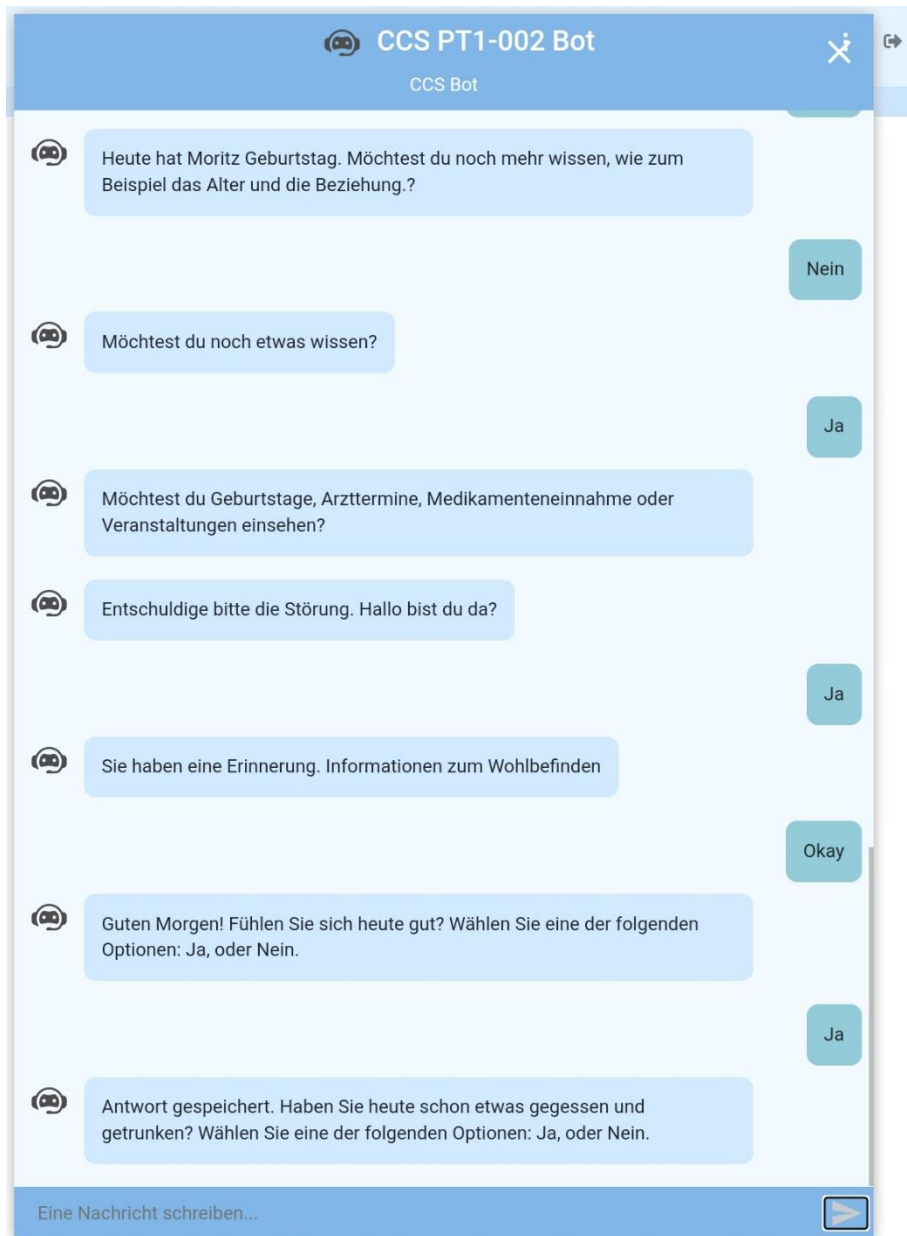 CCS PT1-002 Bot
CCS Bot
Heute hat Moritz Geburtstag. Möchtest du noch mehr wissen, wie zum
Beispiel das Alter und die Beziehung.?
Nein
Möchtest du noch etwas wissen?
Ja
Möchtest du Geburtstage, Arzttermine, Medikamenteneinnahme oder
Veranstaltungen einsehen?
Entschuldige bitte die Störung. Hallo bist du da?
Ja
Sie haben eine Erinnerung. Informationen zum Wohlbefinden
Okay
Guten Morgen! Fühlen Sie sich heute gut? Wählen Sie eine der folgenden
Optionen: Ja, oder Nein.
Ja
Antwort gespeichert. Haben Sie heute schon etwas gegessen und
getrunken? Wählen Sie eine der folgenden Optionen: Ja, oder Nein.
Eine Nachricht schreiben...